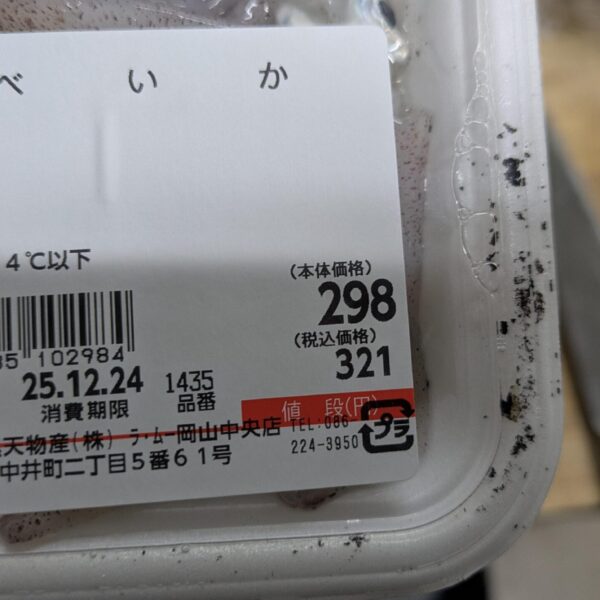 べ い か
4℃以下
(本体価格)
298
(税込価格)
321
35 102984
25.12.24
消費期限
1435
品番
値 段(円)
天物産(株) ラ・ムー岡山中央店 TEL:086
中井町二丁目5番61号 224-3950
プラ